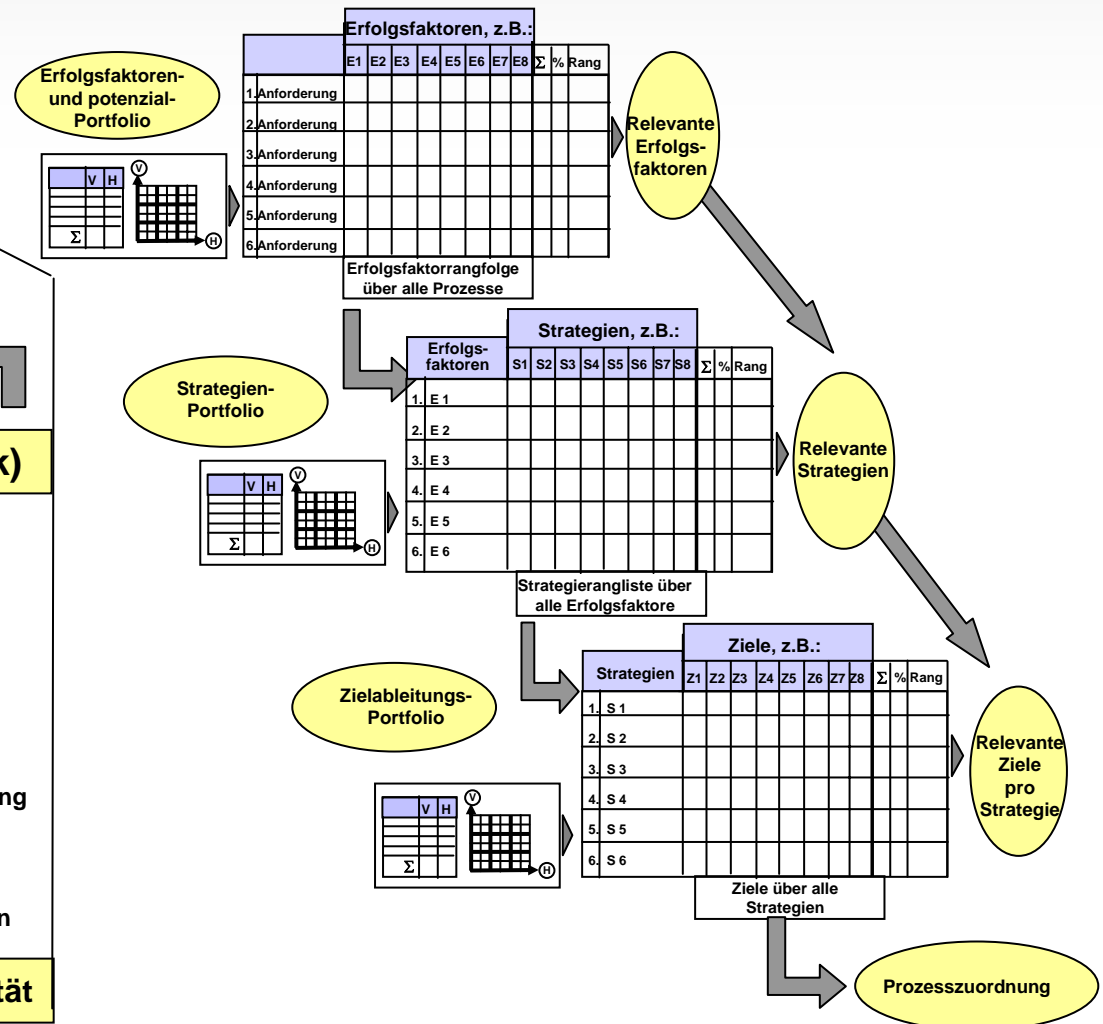 Erfolgsfaktoren, z.B.:
E1 E2 E3 E4 E5 E6 E7 E8 Σ % Rang
Erfolgsfaktoren-
und potenzial-
Portfolio
1.Anforderung
2.Anforderung
3.Anforderung
4.Anforderung
5.Anforderung
6.Anforderung
Relevante
Erfolgs-
faktoren
V H
Σ
V
H
Erfolgsfaktorrangfolge
über alle Prozesse
Strategien, z.B.:
Erfolgs-
faktoren
S1 S2 S3 S4 S5 S6 S7 S8 Σ % Rang
Strategien-
Portfolio
1. E 1
2. E 2
3. E 3
4. E 4
5. E 5
6. E 6
Relevante
Strategien
k)
V H
Σ
V
H
Strategierangliste über
alle Erfolgsfaktore
Ziele, z.B.:
Strategien
Z1 Z2 Z3 Z4 Z5 Z6 Z7 Z8 Σ % Rang
Zielableitungs-
Portfolio
1. S 1
2. S 2
3. S 3
4. S 4
5. S 5
6. S 6
Relevante
Ziele
pro
Strategie
ng
V H
Σ
V
H
n
Ziele über alle
Strategien
tät
Prozesszuordnung